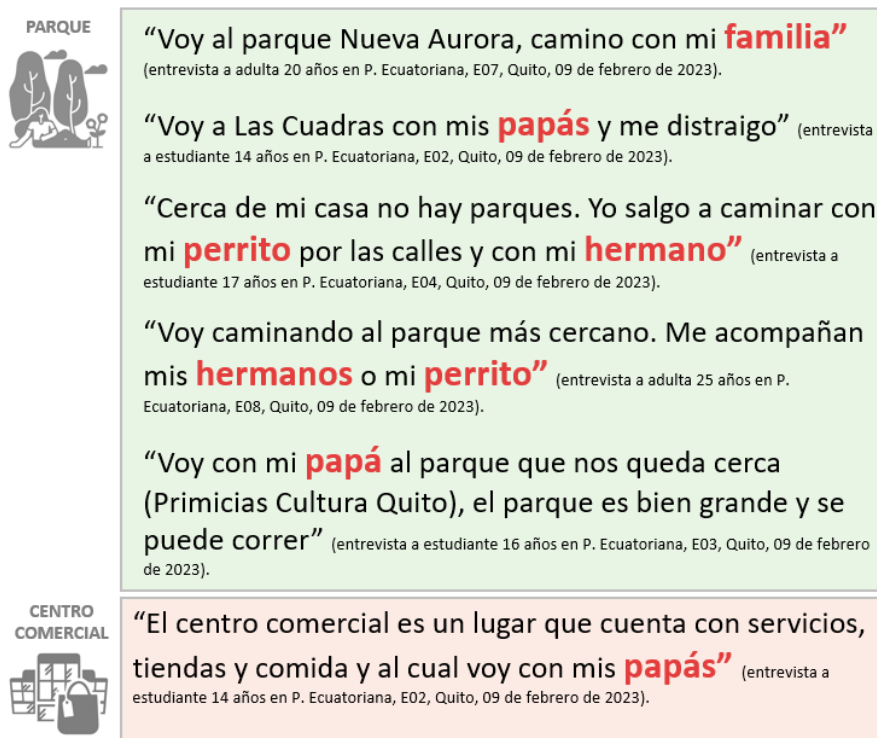 PARQUE
“Voy al parque Nueva Aurora, camino con mi familia”
(entrevista a adulta 20 años en P. Ecuatoriana, E07, Quito, 09 de febrero de 2023).
“Voy a Las Cuadras con mis papás y me distraigo” (entrevista
a estudiante 14 años en P. Ecuatoriana, E02, Quito, 09 de febrero de 2023).
“Cerca de mi casa no hay parques. Yo salgo a caminar con
mi perrito por las calles y con mi hermano” (entrevista a
estudiante 17 años en P. Ecuatoriana, E04, Quito, 09 de febrero de 2023).
“Voy caminando al parque más cercano. Me acompañan
mis hermanos o mi perrito” (entrevista a adulta 25 años en P.
Ecuatoriana, E08, Quito, 09 de febrero de 2023).
“Voy con mi papá al parque que nos queda cerca
(Primicias Cultura Quito), el parque es bien grande y se
puede correr” (entrevista a estudiante 16 años en P. Ecuatoriana, E03, Quito, 09 de febrero
de 2023).
CENTRO
COMERCIAL
“El centro comercial es un lugar que cuenta con servicios,
tiendas y comida y al cual voy con mis papás” (entrevista a
estudiante 14 años en P. Ecuatoriana, E02, Quito, 09 de febrero de 2023).